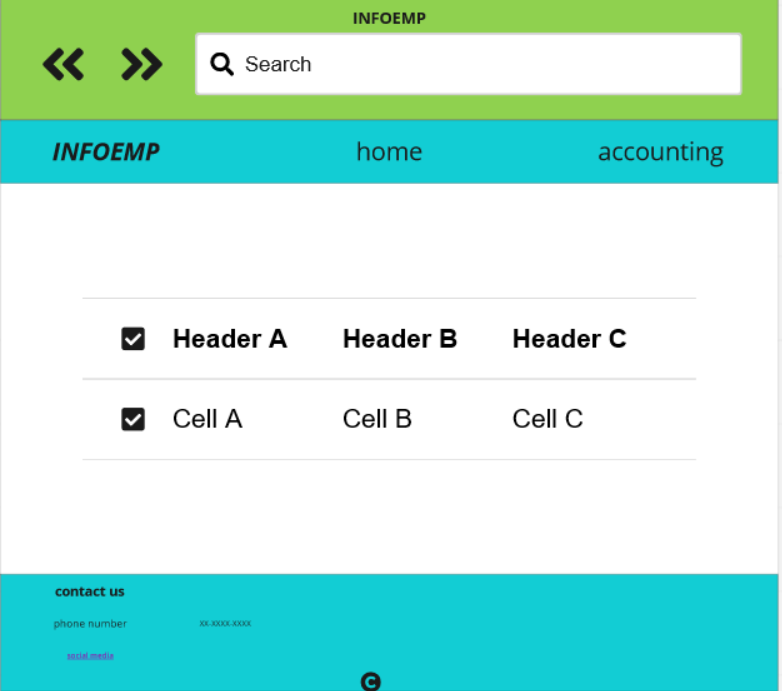 INFOEMP
Search
INFOEMP home accounting
Header A Header B Header C
Cell A Cell B Cell C
contact us
phone number xx-xxxx-xxxx
social media
C